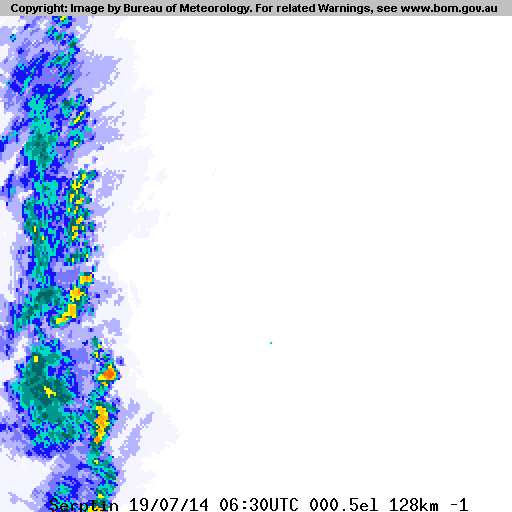 Copyright: Image by Bureau of Meteorology. For related Warnings, see www.bom.gov.au
Serptin 19/07/14 06:30UTC 000.5el 128km -1